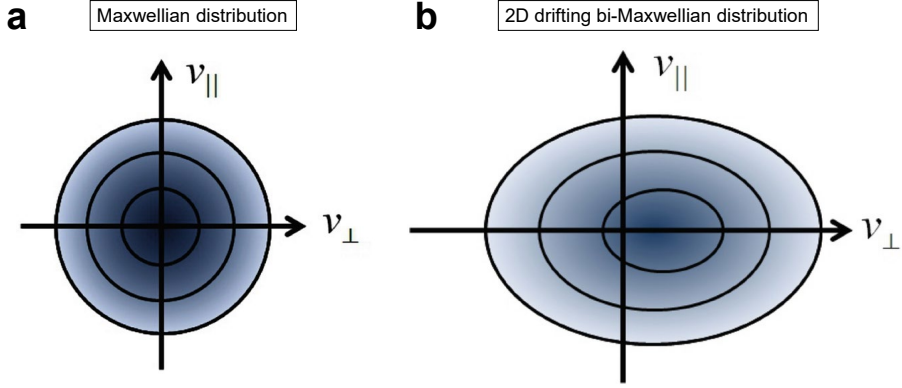 a
Maxwellian distribution
v||
v⊥
b
2D drifting bi-Maxwellian distribution
v||
v⊥